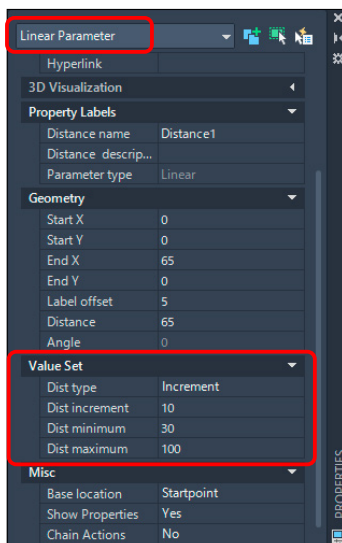 Linear Parameter
Hyperlink
3D Visualization
Property Labels
Distance name Distance1
Distance descrip...
Parameter type Linear
Geometry
Start X 0
Start Y 0
End X 65
End Y 0
Label offset 5
Distance 65
Angle 0
Value Set
Dist type Increment
Dist increment 10
Dist minimum 30
Dist maximum 100
Misc
Base location Startpoint
Show Properties Yes
Chain Actions No
PROPERTIES